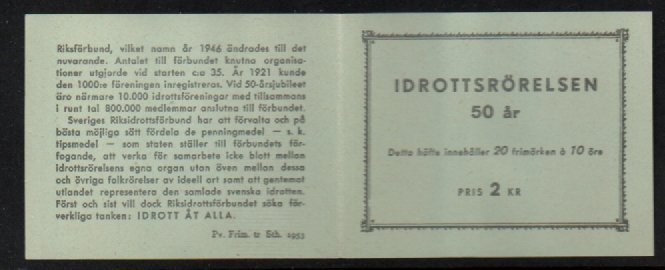 Riksförbund, vilket namn år 1946 ändrades till det
nuvarande. Antalet till förbundet knutna organisa-
tioner utgjorde vid starten c:a 35. År 1921 kunde
den 1000:e föreningen inregistreras. Vid 50-årsjubileet
äro närmare 10.000 idrottsföreningar med tillsammans
i runt tal 800.000 medlemmar anslutna till förbundet.
Sveriges Riksidrottsförbund har att förvalta och på
bästa möjliga sätt fördela de penningmedel — s. k.
tipsmedel — som staten ställer till förbundets för-
fogande, att verka för samarbete icke blott mellan
idrottsrörelsens egna organ utan även mellan dessa
och övriga folkrörelser av ideell art samt att gentemot
utlandet representera den samlade svenska idrotten.
Först och sist vill dock Riksidrottsförbundet söka för-
verkliga tanken: IDROTT ÅT ALLA.
Pv. Frim. tr Sth. 1953
IDROTTSRÖRELSEN
50 år
Detta häfte innehåller 20 frimärken à 10 öre
PRIS 2 KR